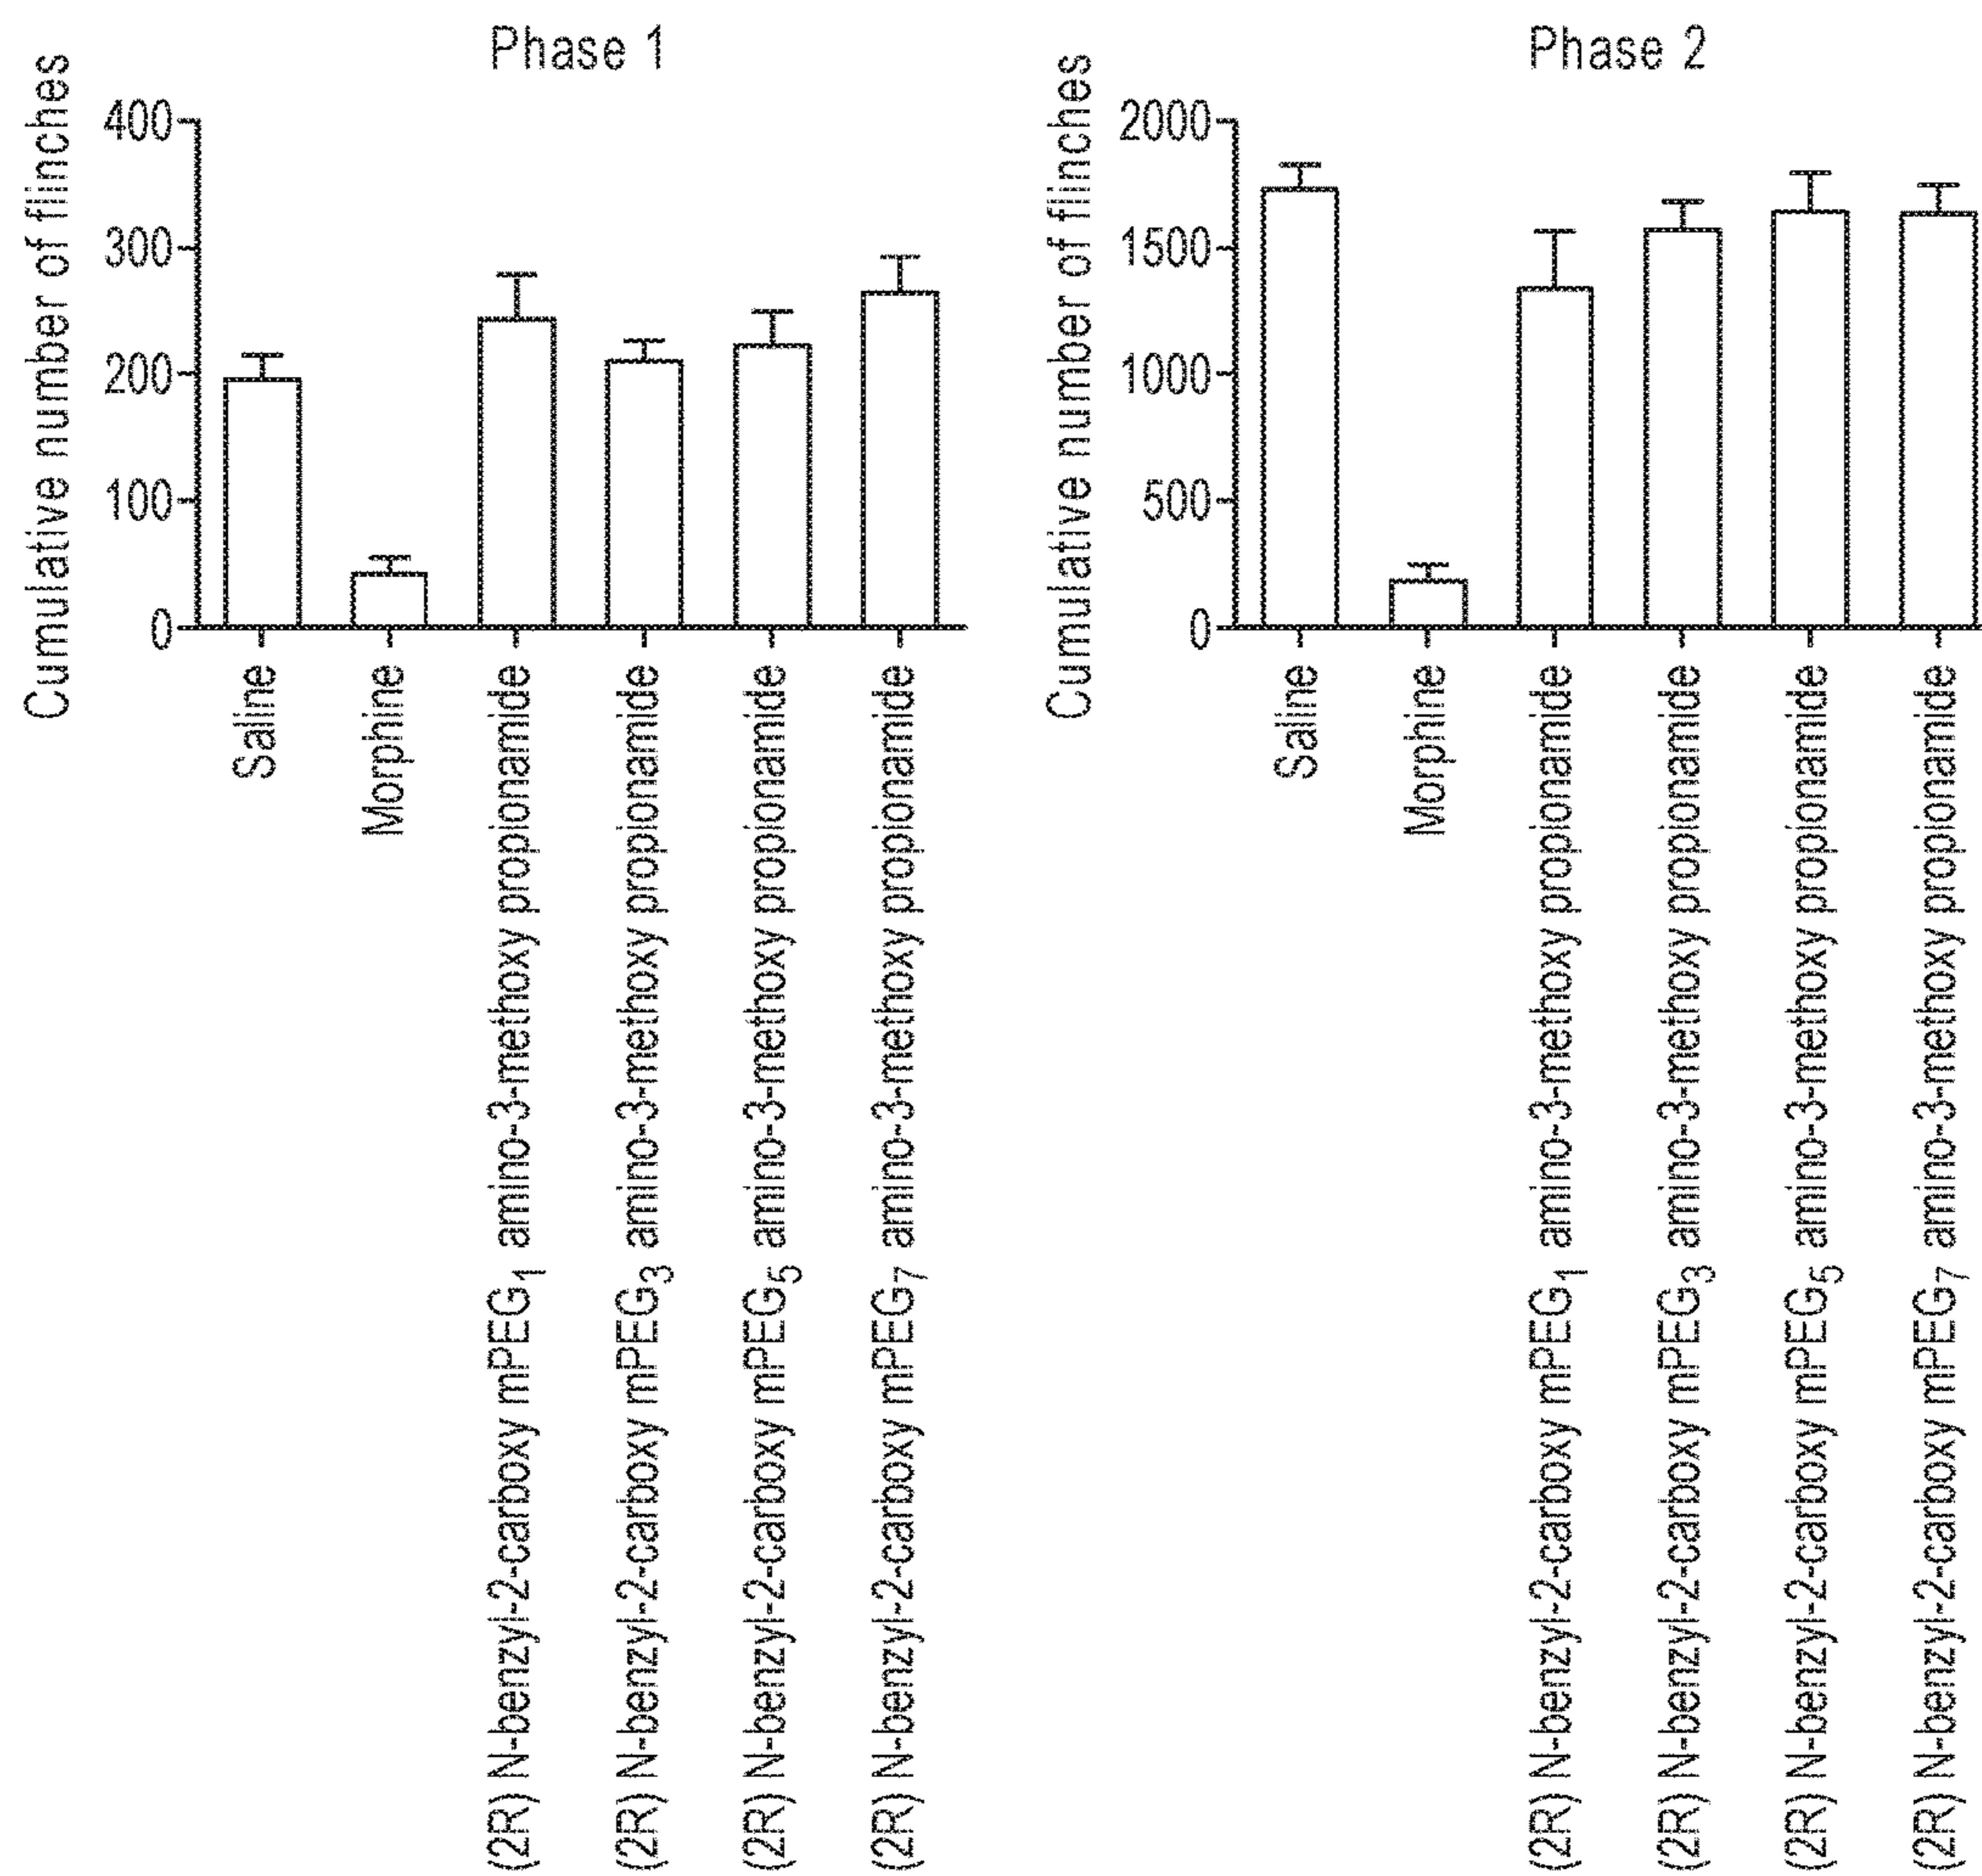 Phase 1
Cumulative number of flinches
400
300
200
100
0
Saline
Morphine
(2R) N-benzyl-2-carboxy mPEG₁ amino-3-methoxy propionamide
(2R) N-benzyl-2-carboxy mPEG₃ amino-3-methoxy propionamide
(2R) N-benzyl-2-carboxy mPEG₅ amino-3-methoxy propionamide
(2R) N-benzyl-2-carboxy mPEG₇ amino-3-methoxy propionamide
Phase 2
Cumulative number of flinches
2000
1500
1000
500
0
Saline
Morphine
(2R) N-benzyl-2-carboxy mPEG₁ amino-3-methoxy propionamide
(2R) N-benzyl-2-carboxy mPEG₃ amino-3-methoxy propionamide
(2R) N-benzyl-2-carboxy mPEG₅ amino-3-methoxy propionamide
(2R) N-benzyl-2-carboxy mPEG₇ amino-3-methoxy propionamide